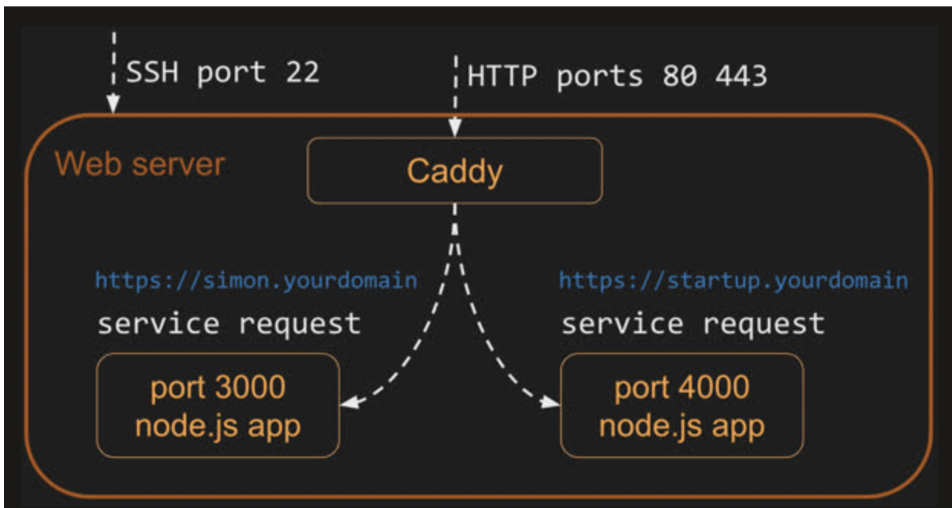 SSH port 22
HTTP ports 80 443
Web server
Caddy
https://simon.yourdomain
service request
port 3000
node.js app
https://startup.yourdomain
service request
port 4000
node.js app